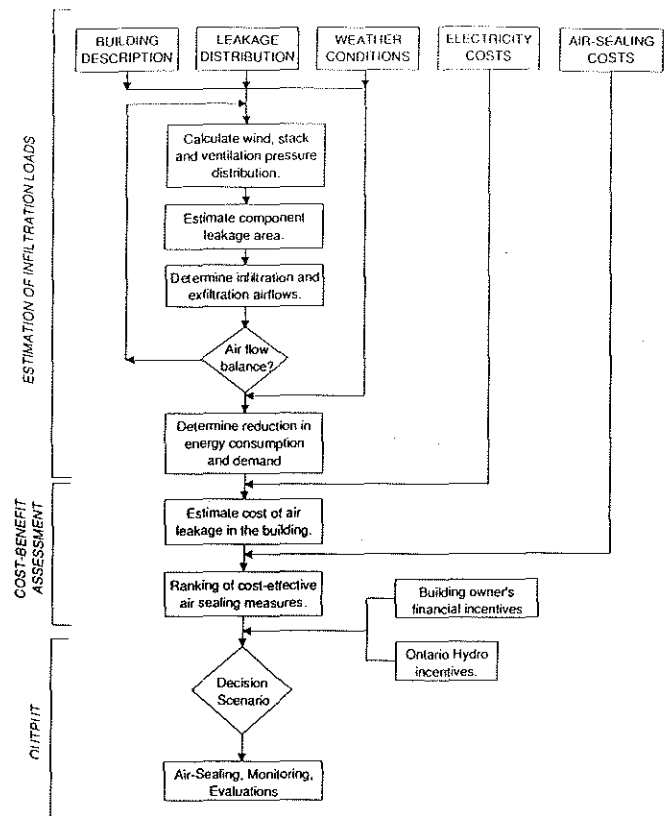 BUILDING
DESCRIPTION
LEAKAGE
DISTRIBUTION
WEATHER
CONDITIONS
ELECTRICITY
COSTS
AIR-SEALING
COSTS
ESTIMATION OF INFILTRATION LOADS
Calculate wind, stack
and ventilation pressure
distribution.
Estimate component
leakage area.
Determine infiltration and
exfiltration airflows.
Air flow
balance?
Determine reduction in
energy consumption
and demand
COST-BENEFIT
ASSESSMENT
Estimate cost of air
leakage in the building.
Ranking of cost-effective
air sealing measures.
Building owner's
financial incentives
Ontario Hydro
incentives.
OUTPUT
Decision
Scenario
Air-Sealing, Monitoring,
Evaluations